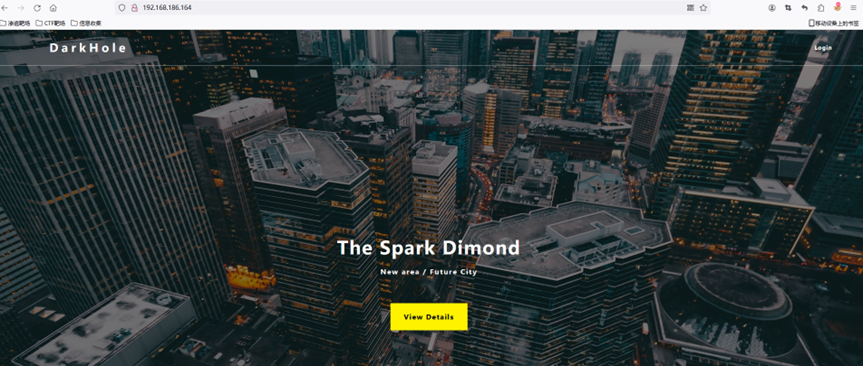 192.168.186.164
渗透靶场 CTF靶场 信息收集 移动设备上的书签
DarkHole Login
The Spark Dimond
New area / Future City
View Details